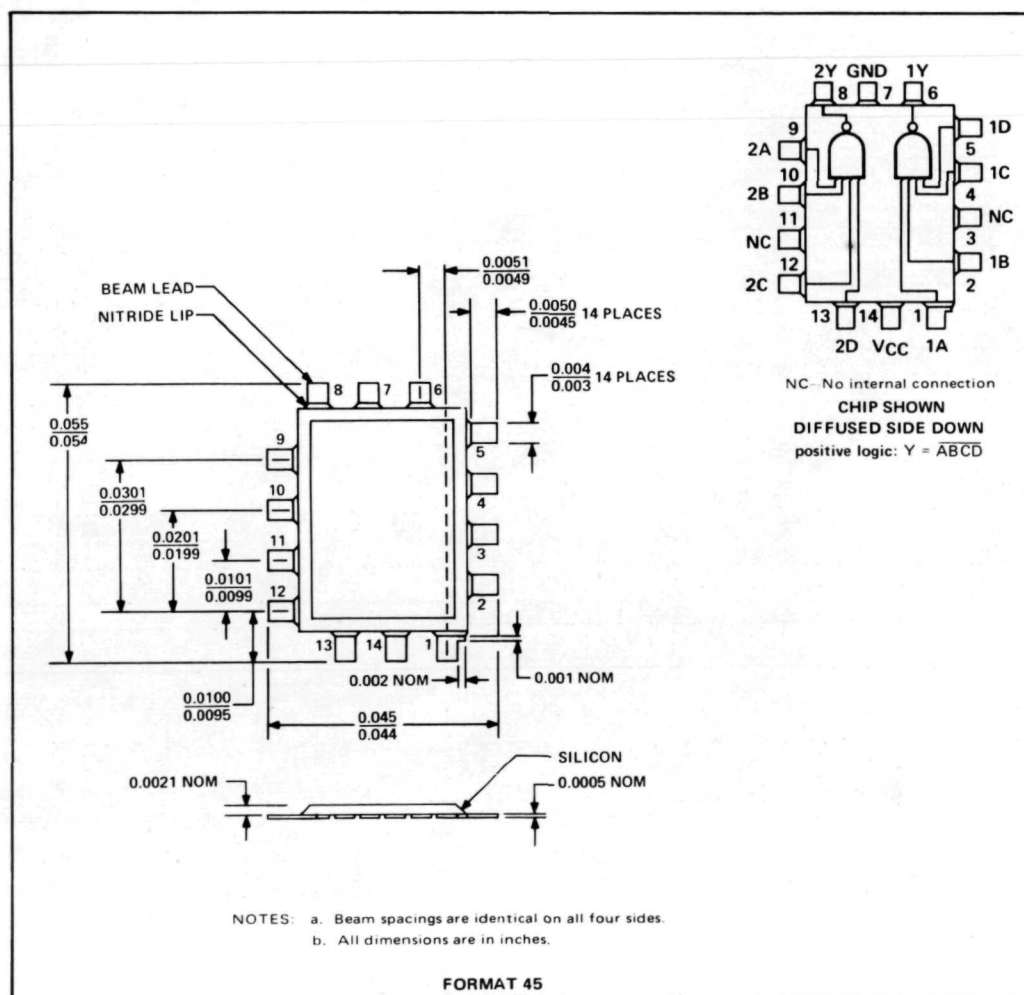 2Y GND 1Y
8 7 6
9
2A
1D
5
10
2B
1C
4
11
NC
NC
3
12
2C
1B
2
13 14 1
2D VCC 1A
NC--No internal connection
CHIP SHOWN
DIFFUSED SIDE DOWN
positive logic: Y = ABCD
0.0051
0.0049
BEAM LEAD
NITRIDE LIP
0.0050
0.0045 14 PLACES
0.004
0.003 14 PLACES
8 7 6
0.055
0.054
9
5
0.0301
0.0299
10
4
0.0201
0.0199
11
3
0.0101
0.0099
12
2
13 14 1
0.002 NOM
0.001 NOM
0.0100
0.0095
0.045
0.044
SILICON
0.0021 NOM
0.0005 NOM
NOTES: a. Beam spacings are identical on all four sides.
b. All dimensions are in inches.
FORMAT 45